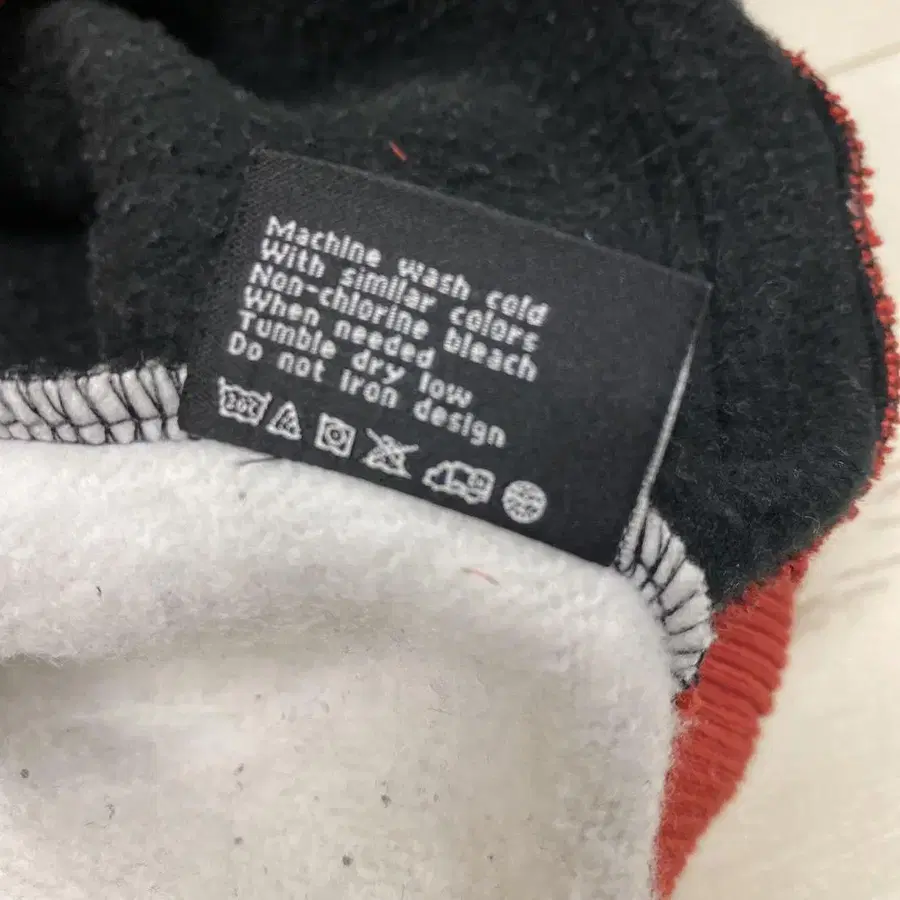 Machine wash cold
With similar colors
Non-chlorine bleach
When needed
Tumble dry low
Do not iron design